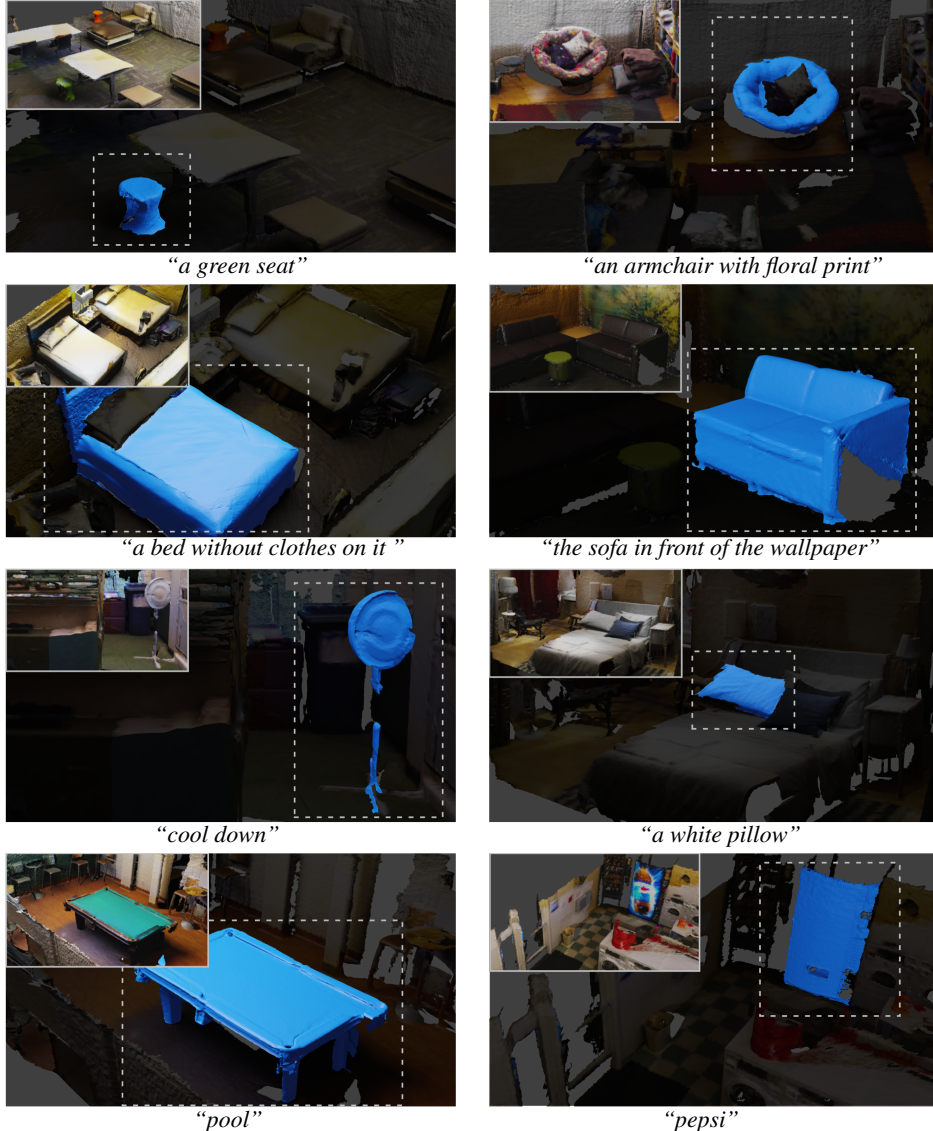 “a green seat”
“an armchair with floral print”
“a bed without clothes on it ”
“the sofa in front of the wallpaper”
“cool down”
“a white pillow”
“pool”
“pepsi”